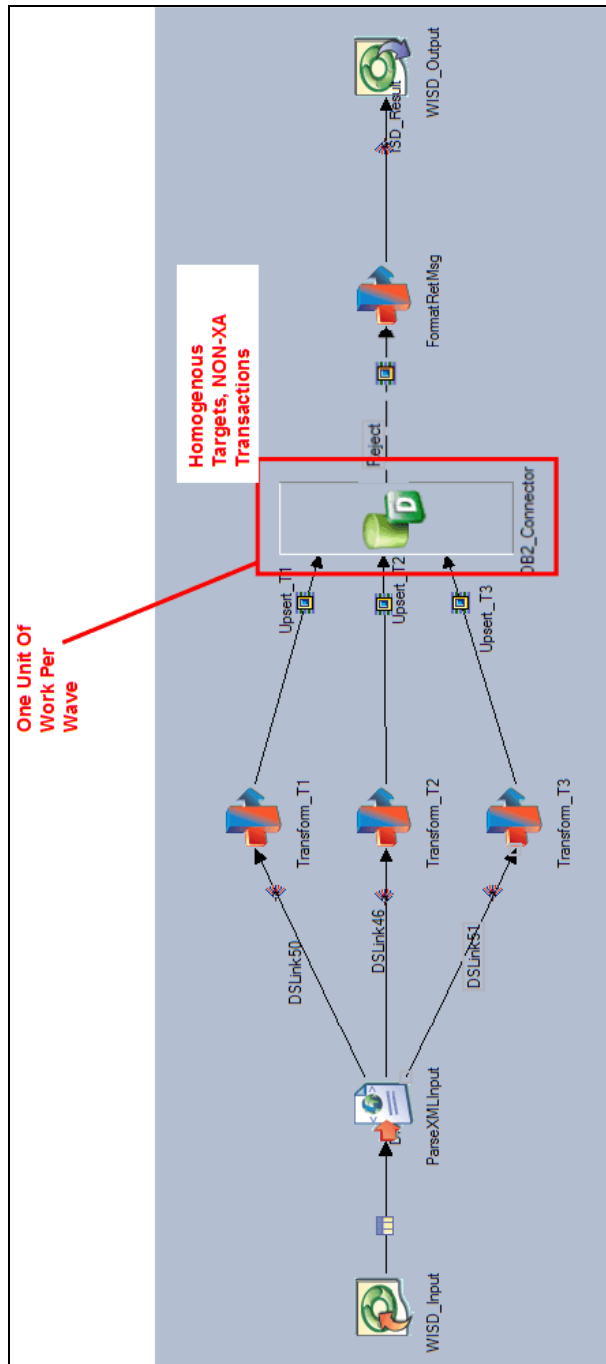 One Unit Of
Work Per
Wave
Homogenous
Targets, NON-XA
Transactions
WISD_Input
ParseXMLInput
DSLink50
DSLink46
DSLink51
Transform_T1
Transform_T2
Transform_T3
Upsert_T1
Upsert_T2
Upsert_T3
DB2_Connector
Reject
FormatRetMsg
ISD_Result
WISD_Output